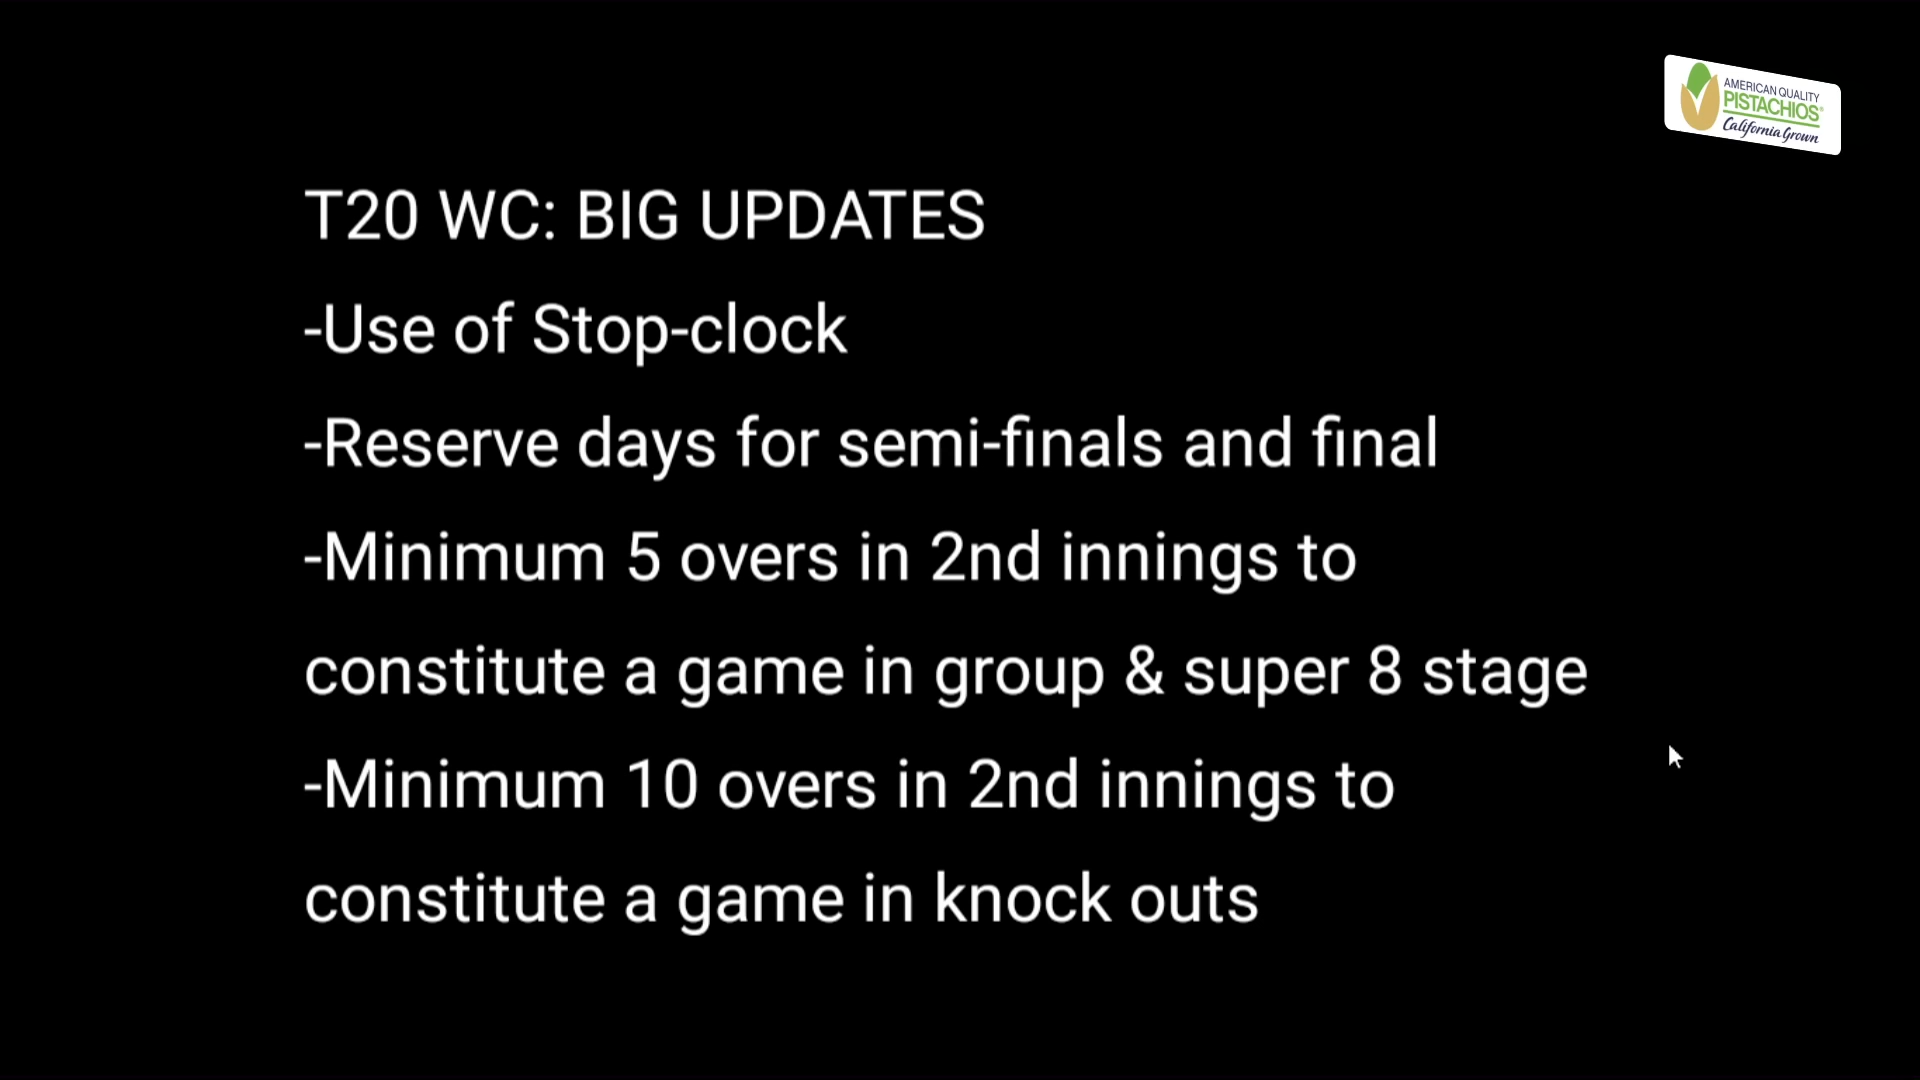 AMERICAN QUALITY
PISTACHIOS®
California Grown
T20 WC: BIG UPDATES
-Use of Stop-clock
-Reserve days for semi-finals and final
-Minimum 5 overs in 2nd innings to
constitute a game in group & super 8 stage
-Minimum 10 overs in 2nd innings to
constitute a game in knock outs